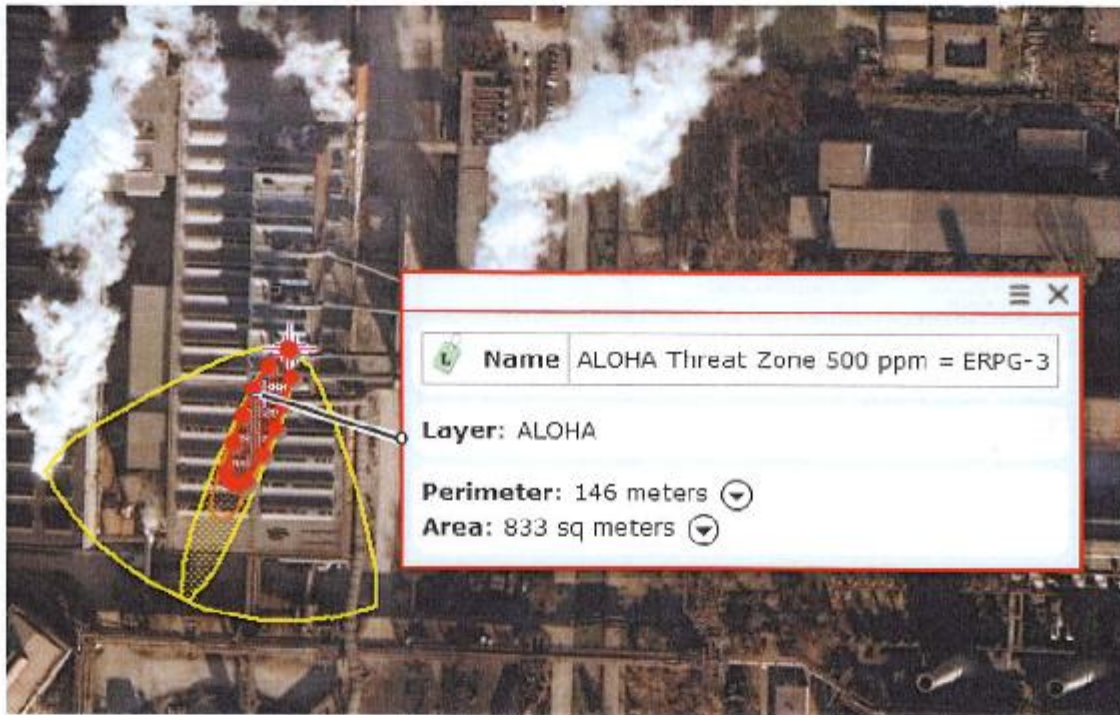 L Name ALOHA Threat Zone 500 ppm = ERPG-3
Layer: ALOHA
Perimeter: 146 meters
Area: 833 sq meters